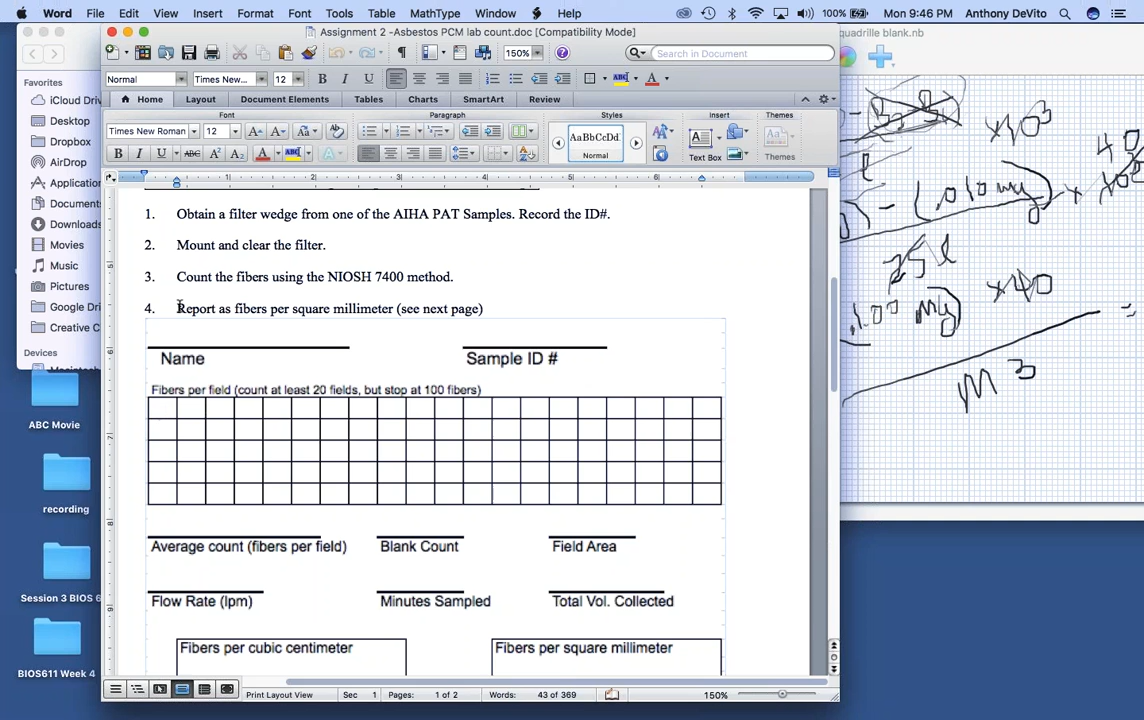 Word File Edit View Insert Format Font Tools Table MathType Window Help 100% Mon 9:46 PM Anthony DeVito
Assignment 2 -Asbestos PCM lab count.doc [Compatibility Mode]
quadrille blank.nb
150% Search in Document
Favorites
Normal Times New... 12
iCloud Driv
Home Layout Document Elements Tables Charts SmartArt Review
Desktop
Font Paragraph Styles Insert Themes
Dropbox
Times New Roman 12 AaBbCcDd
AirDrop
Normal Text Box Themes
Application
Document
Downloads
Movies
Music
Pictures
Google Dri
Creative C
Devices
1. Obtain a filter wedge from one of the AIHA PAT Samples. Record the ID#.
2. Mount and clear the filter.
3. Count the fibers using the NIOSH 7400 method.
4. Report as fibers per square millimeter (see next page)
Name Sample ID #
Fibers per field (count at least 20 fields, but stop at 100 fibers)
Average count (fibers per field) Blank Count Field Area
Flow Rate (lpm) Minutes Sampled Total Vol. Collected
Fibers per cubic centimeter Fibers per square millimeter
Print Layout View Sec 1 Pages: 1 of 2 Words: 43 of 369 150%
ABC Movie
recording
Session 3 BIOS 6
BIOS611 Week 4
x10³
25 l
x40
m³